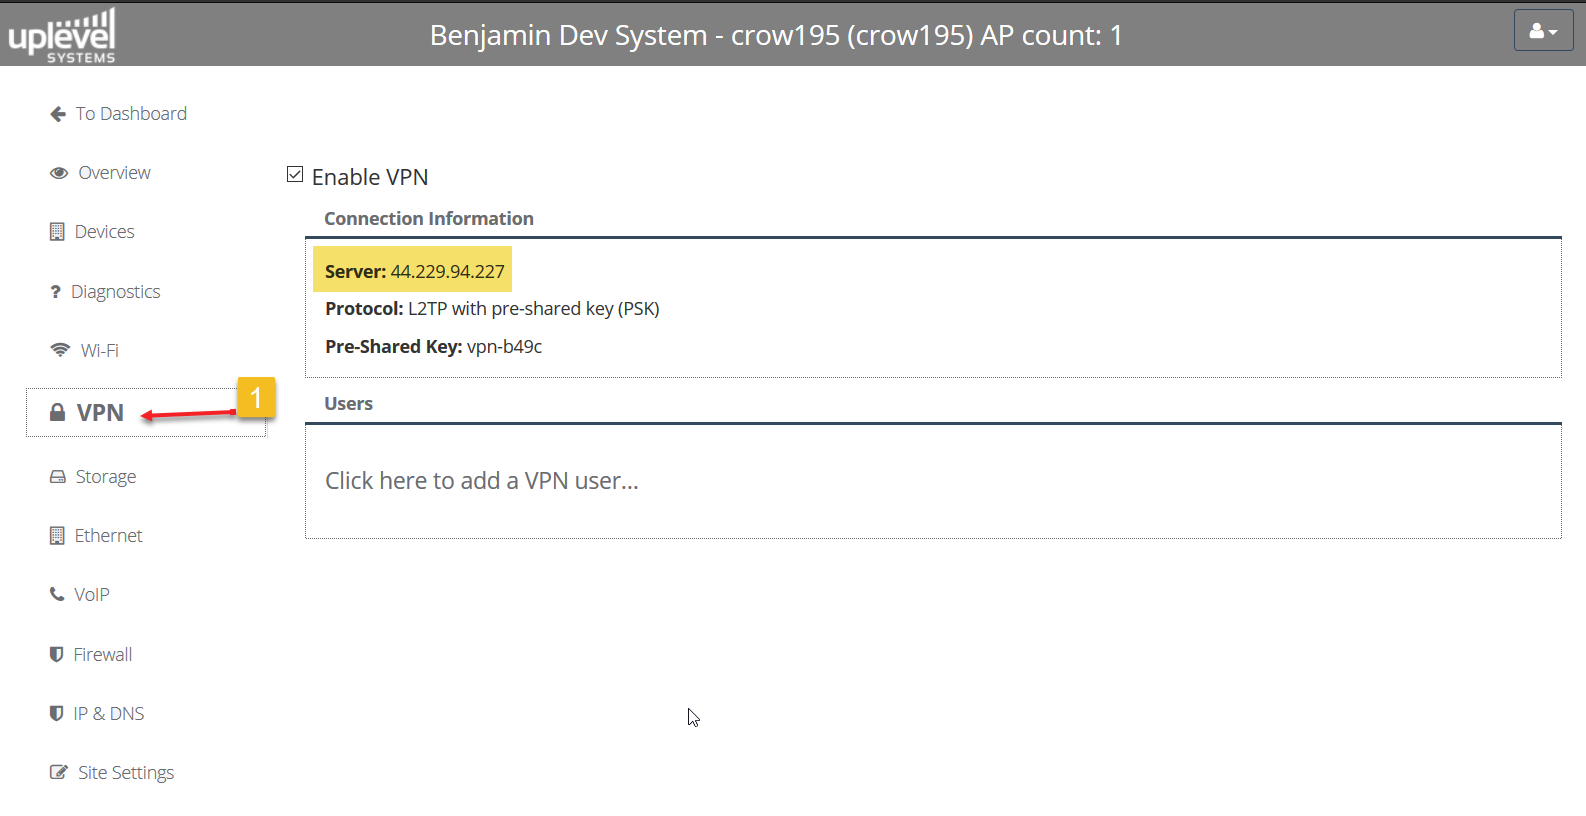 uplevel
SYSTEMS
Benjamin Dev System - crow195 (crow195) AP count: 1
To Dashboard
Overview
Devices
? Diagnostics
Wi-Fi
VPN
1
Storage
Ethernet
VoIP
Firewall
IP & DNS
Site Settings
Enable VPN
Connection Information
Server: 44.229.94.227
Protocol: L2TP with pre-shared key (PSK)
Pre-Shared Key: vpn-b49c
Users
Click here to add a VPN user...